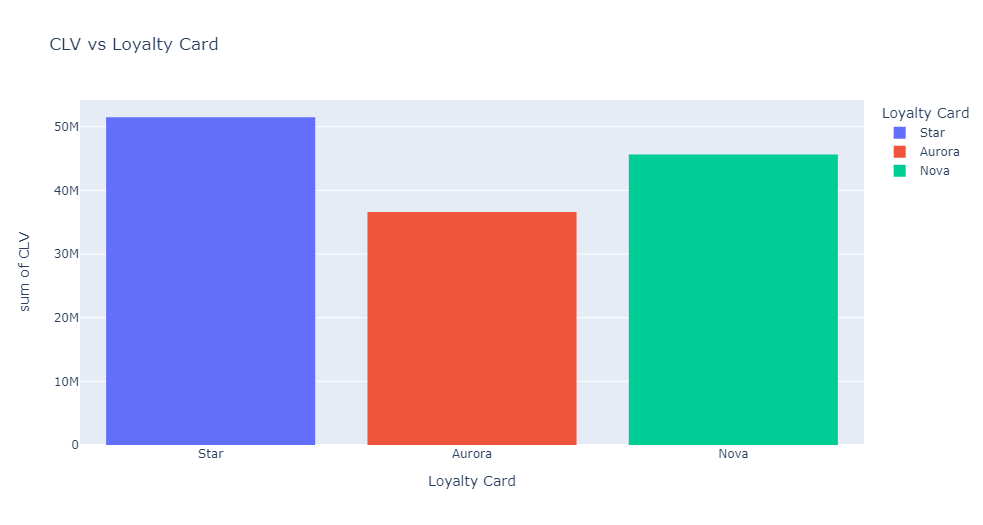 CLV vs Loyalty Card
50M
40M
30M
20M
10M
0
sum of CLV
Star
Aurora
Nova
Loyalty Card
Loyalty Card
Star
Aurora
Nova